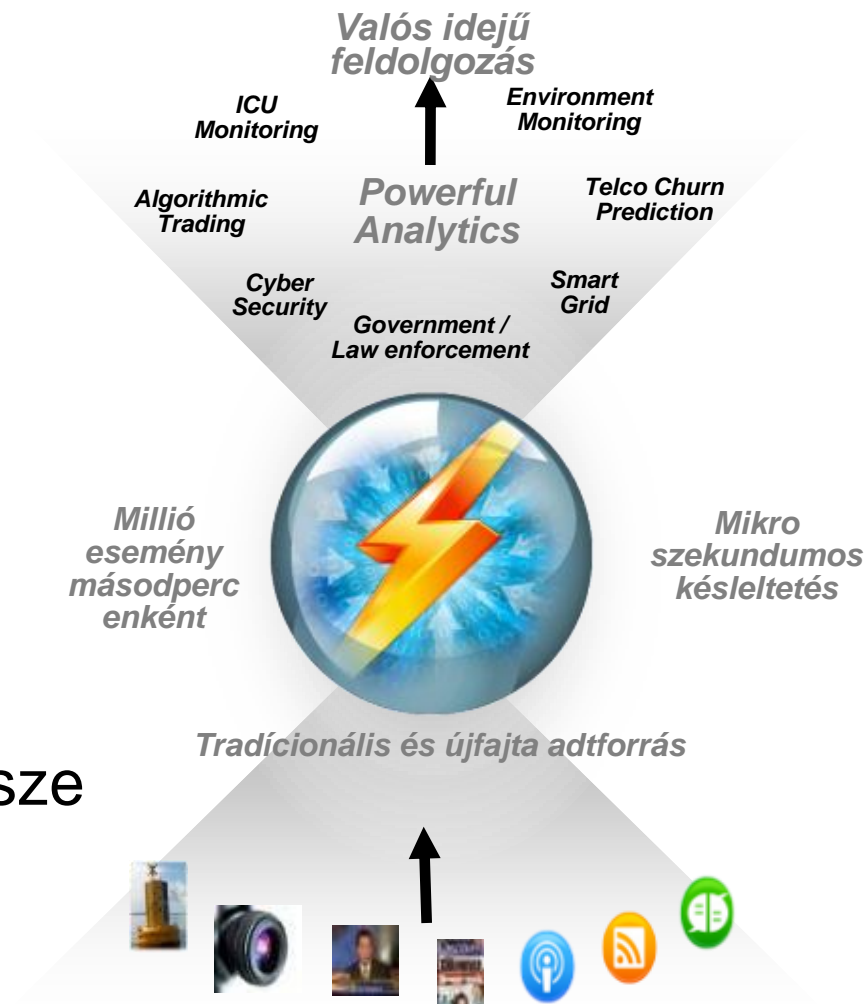 Valós idejű
feldolgozás
ICU
Monitoring
Environment
Monitoring
Algorithmic
Trading
Powerful
Analytics
Telco Churn
Prediction
Cyber
Security
Smart
Grid
Government /
Law enforcement
Millió
esemény
másodperc
enként
Mikro
szekundumos
késleltetés
Tradícionális és újfajta adtforrás
sze